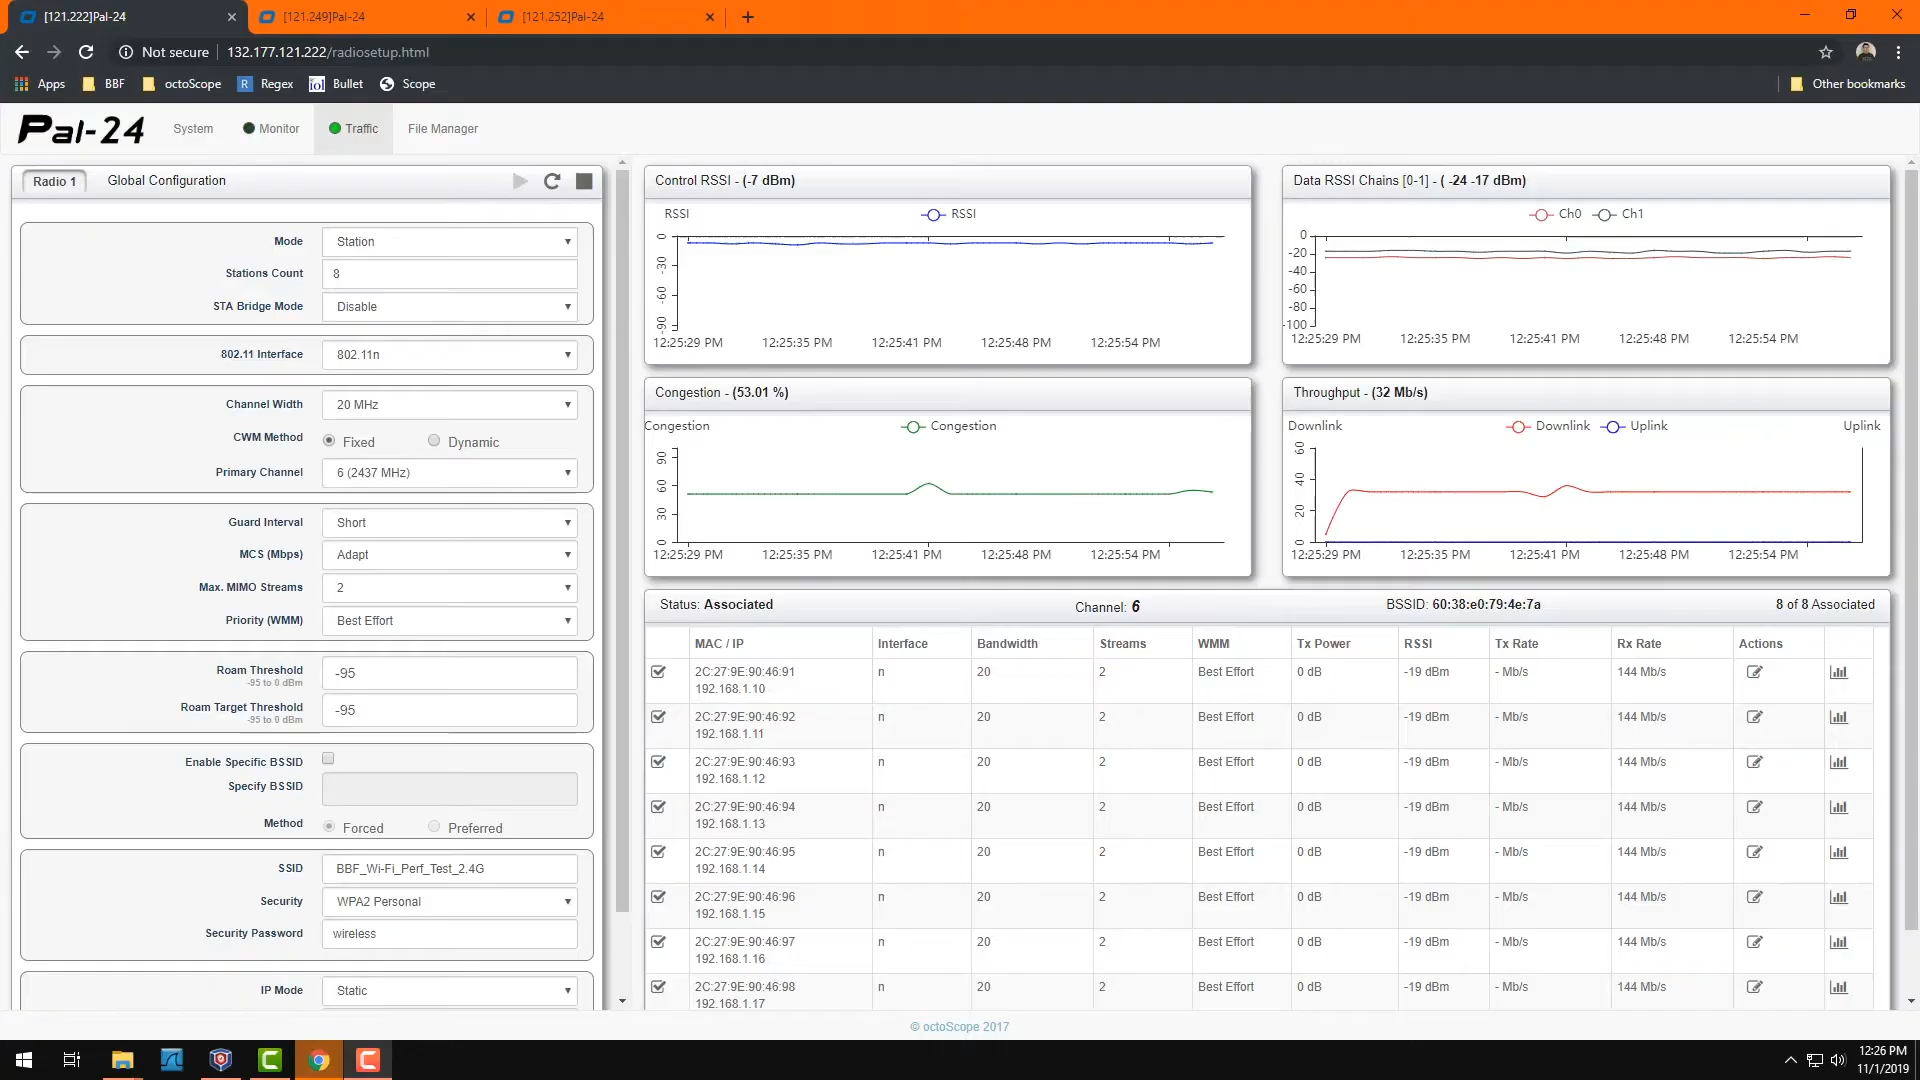 [121.222]Pal-24
[121.249]Pal-24
[121.252]Pal-24
Not secure
132.177.121.222/radiosetup.html
Apps
BBF
octoScope
R
Regex
iol
Bullet
Scope
Other bookmarks
Pal-24
System
Monitor
Traffic
File Manager
Radio 1
Global Configuration
Mode
Station
Stations Count
8
STA Bridge Mode
Disable
802.11 Interface
802.11n
Channel Width
20 MHz
CWM Method
Fixed
Dynamic
Primary Channel
6 (2437 MHz)
Guard Interval
Short
MCS (Mbps)
Adapt
Max. MIMO Streams
2
Priority (WMM)
Best Effort
Roam Threshold
-95 to 0 dBm
-95
Roam Target Threshold
-95 to 0 dBm
-95
Enable Specific BSSID
Specify BSSID
Method
Forced
Preferred
SSID
BBF_Wi-Fi_Perf_Test_2.4G
Security
WPA2 Personal
Security Password
wireless
IP Mode
Static
Control RSSI - (-7 dBm)
RSSI
RSSI
0
-30
-60
-90
12:25:29 PM 12:25:35 PM 12:25:41 PM 12:25:48 PM 12:25:54 PM
Data RSSI Chains [0-1] - ( -24 -17 dBm)
Ch0 Ch1
0
-20
-40
-60
-80
-100
12:25:29 PM 12:25:35 PM 12:25:41 PM 12:25:48 PM 12:25:54 PM
Congestion - (53.01 %)
Congestion
Congestion
90
60
30
0
12:25:29 PM 12:25:35 PM 12:25:41 PM 12:25:48 PM 12:25:54 PM
Throughput - (32 Mb/s)
Downlink
Downlink Uplink
Uplink
60
40
20
0
12:25:29 PM 12:25:35 PM 12:25:41 PM 12:25:48 PM 12:25:54 PM
Status: Associated
Channel: 6
BSSID: 60:38:e0:79:4e:7a
8 of 8 Associated
MAC / IP Interface Bandwidth Streams WMM Tx Power RSSI Tx Rate Rx Rate Actions
2C:27:9E:90:46:91 n 20 2 Best Effort 0 dB -19 dBm - Mb/s 144 Mb/s
192.168.1.10
2C:27:9E:90:46:92 n 20 2 Best Effort 0 dB -19 dBm - Mb/s 144 Mb/s
192.168.1.11
2C:27:9E:90:46:93 n 20 2 Best Effort 0 dB -19 dBm - Mb/s 144 Mb/s
192.168.1.12
2C:27:9E:90:46:94 n 20 2 Best Effort 0 dB -19 dBm - Mb/s 144 Mb/s
192.168.1.13
2C:27:9E:90:46:95 n 20 2 Best Effort 0 dB -19 dBm - Mb/s 144 Mb/s
192.168.1.14
2C:27:9E:90:46:96 n 20 2 Best Effort 0 dB -19 dBm - Mb/s 144 Mb/s
192.168.1.15
2C:27:9E:90:46:97 n 20 2 Best Effort 0 dB -19 dBm - Mb/s 144 Mb/s
192.168.1.16
2C:27:9E:90:46:98 n 20 2 Best Effort 0 dB -19 dBm - Mb/s 144 Mb/s
192.168.1.17
© octoScope 2017
12:26 PM
11/1/2019